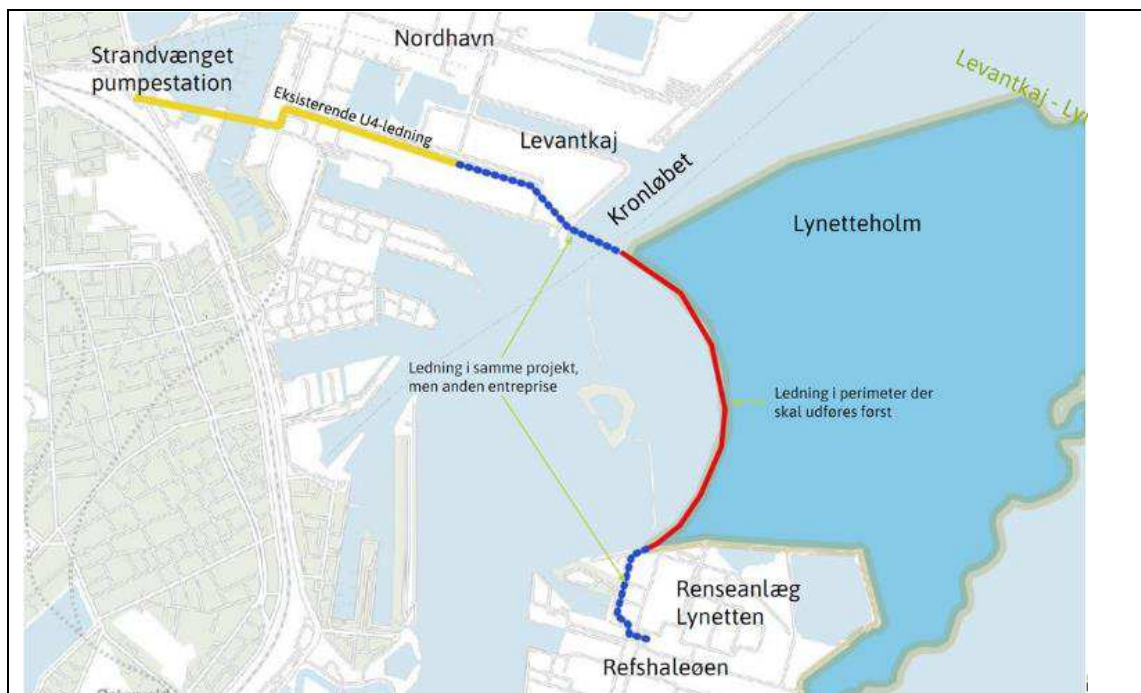 Nordhavn
Strandvænget
pumpestation
Levantkaj - Ly
Eksisterende U4-ledning
Levantkaj
Kronløbet
Lynetteholm
Ledning i samme projekt,
men anden entreprise
Ledning i perimeter der
skal udføres først
Renseanlæg
Lynetten
Refshaleøen